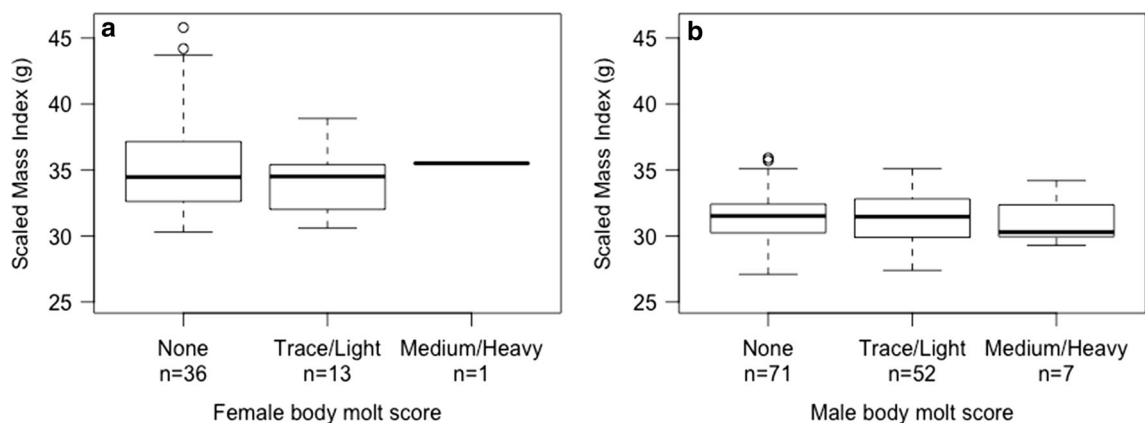 a
Scaled Mass Index (g)
45
40
35
30
25
None
Trace/Light
Medium/Heavy
n=36
n=13
n=1
Female body molt score
b
Scaled Mass Index (g)
45
40
35
30
25
None
Trace/Light
Medium/Heavy
n=71
n=52
n=7
Male body molt score